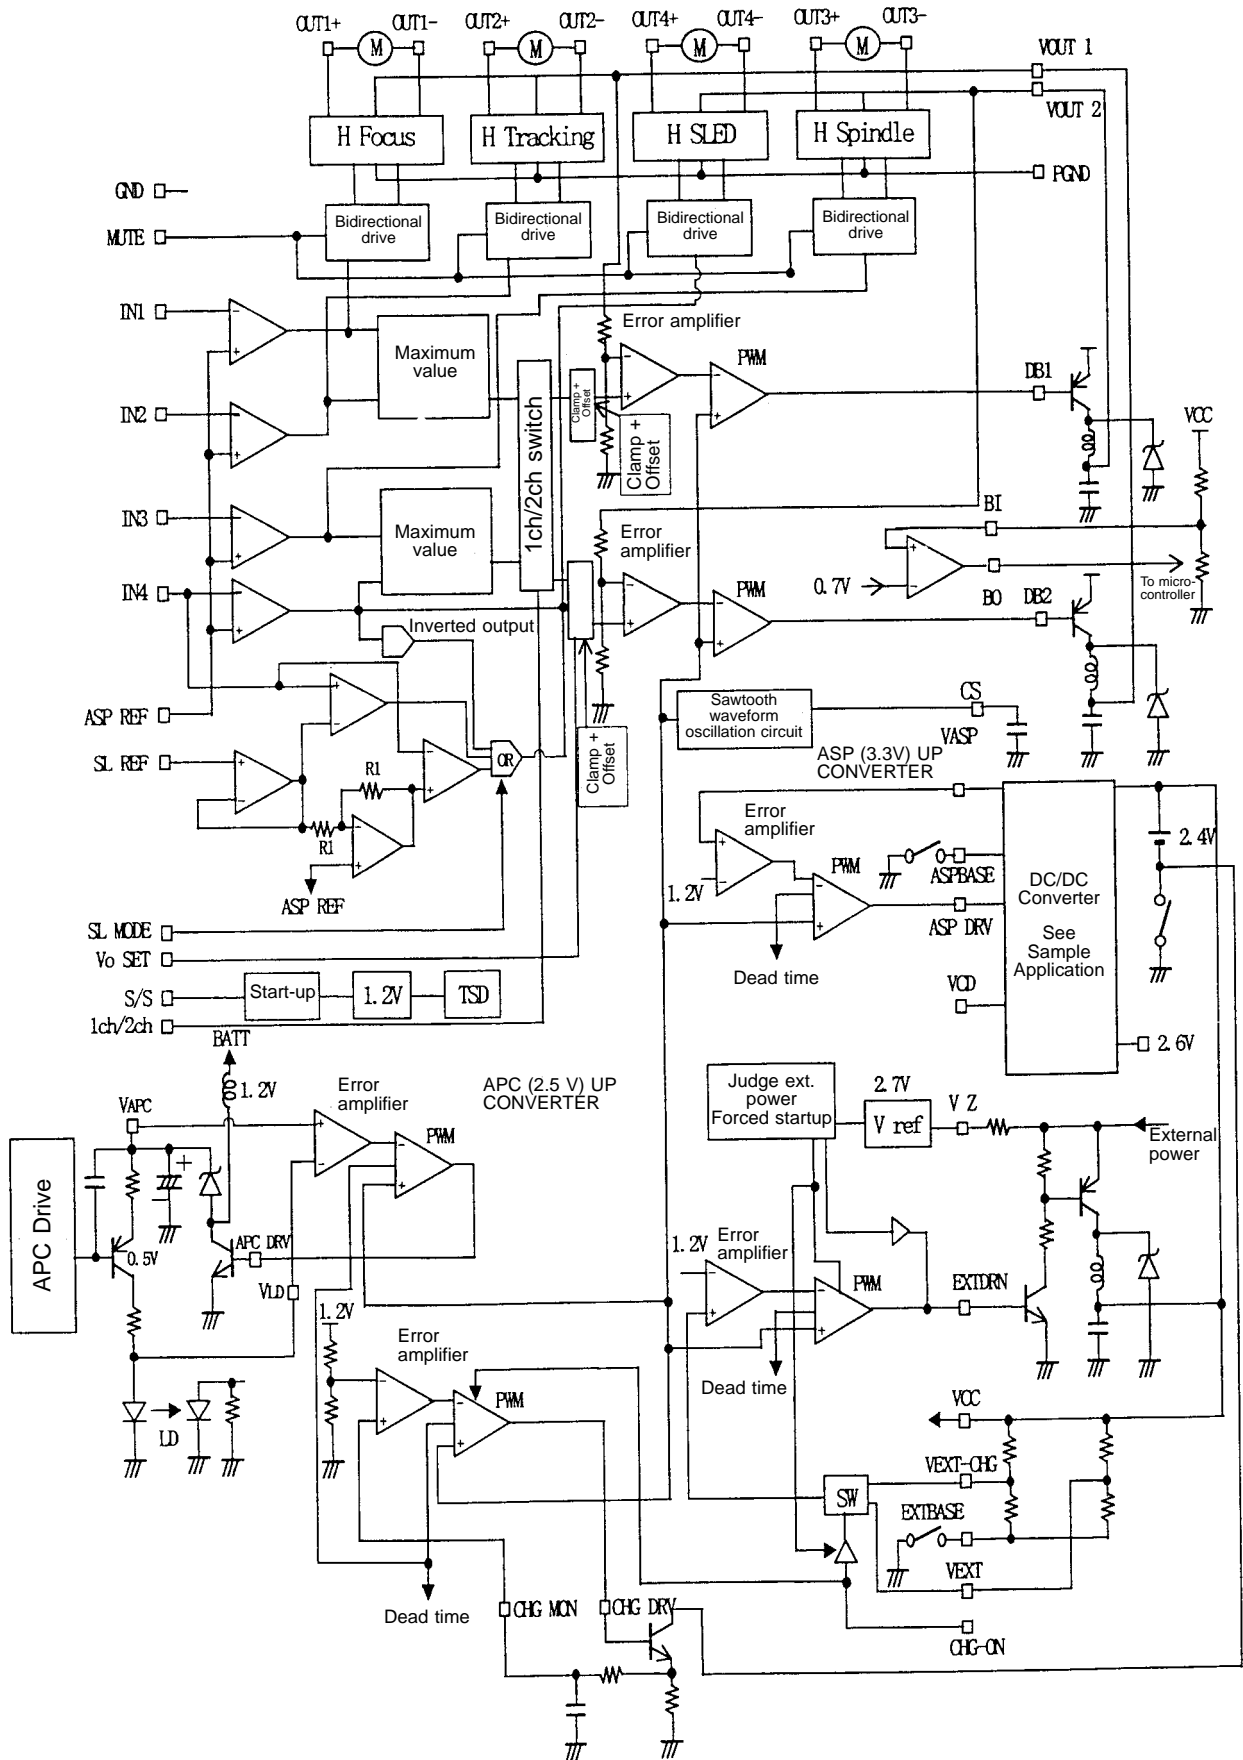 OUT1+ OUT1- OUT2+ OUT2- OUT4+ OUT4- OUT3+ OUT3-
M M M M
VOUT 1
VOUT 2
H Focus H Tracking H SLED H Spindle
PGND
GND
MUTE
Bidirectional drive
Bidirectional drive
Bidirectional drive
Bidirectional drive
IN1
Maximum value
Error amplifier
PWM
DB1
Clamp + Offset
Clamp + Offset
1ch/2ch switch
VCC
IN2
IN3
Maximum value
Error amplifier
PWM
BI
0.7V
To micro-controller
BO
DB2
IN4
Inverted output
ASP REF
SL REF
R1
R1
OR
ASP REF
Clamp + Offset
Sawtooth waveform oscillation circuit
CS
VASP
ASP (3.3V) UP CONVERTER
Error amplifier
1.2V
PWM
ASPBASE
ASP DRV
Dead time
DC/DC Converter
See Sample Application
2.4V
VCD
2.6V
SL MODE
Vo SET
S/S
Start-up
1.2V
TSD
1ch/2ch
BATT
1.2V
VAPC
Error amplifier
APC (2.5 V) UP CONVERTER
PWM
APC Drive
0.5V
APC DRV
VLD
LD
Judge ext. power Forced startup
2.7V
V ref
V Z
External power
1.2V
Error amplifier
PWM
EXTDRN
Dead time
1.2V
Error amplifier
PWM
VCC
VEXT-CHG
SW
EXTBASE
VEXT
CHG-ON
Dead time
CHG MON
CHG DRV